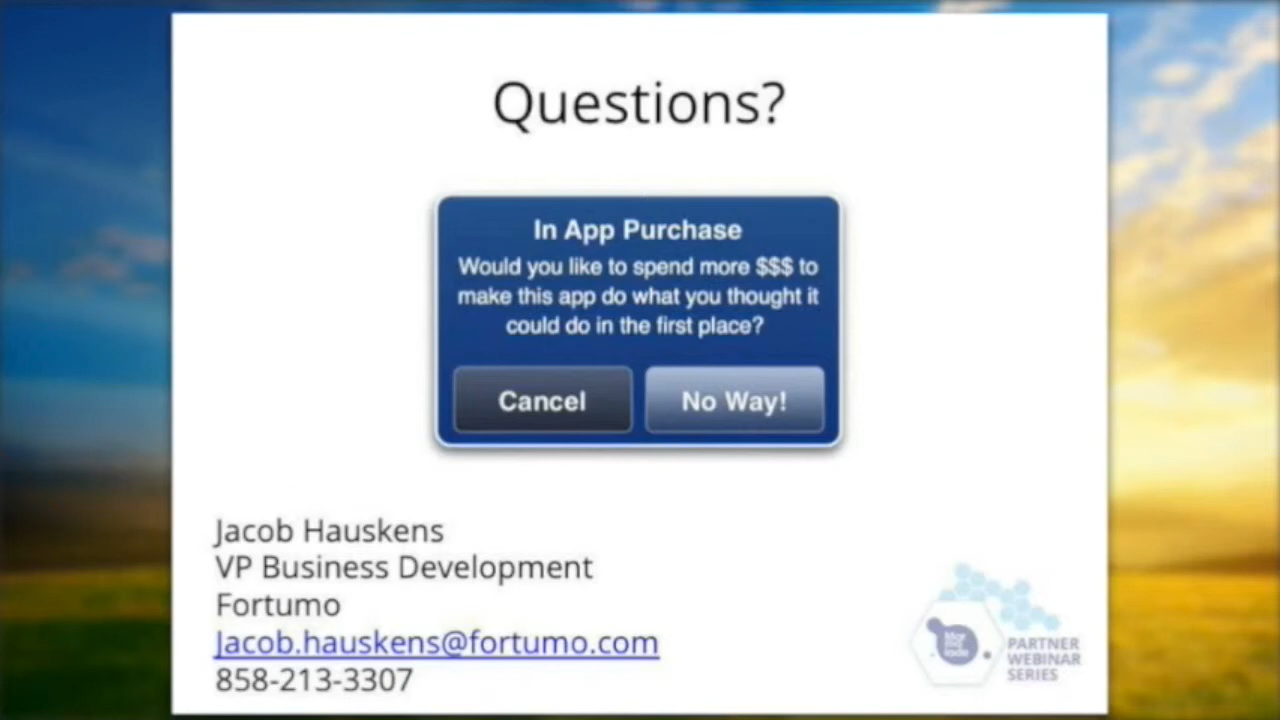 Questions?
In App Purchase
Would you like to spend more $$$ to
make this app do what you thought it
could do in the first place?
Cancel
No Way!
Jacob Hauskens
VP Business Development
Fortumo
Jacob.hauskens@fortumo.com
858-213-3307
PARTNER
WEBINAR
SERIES